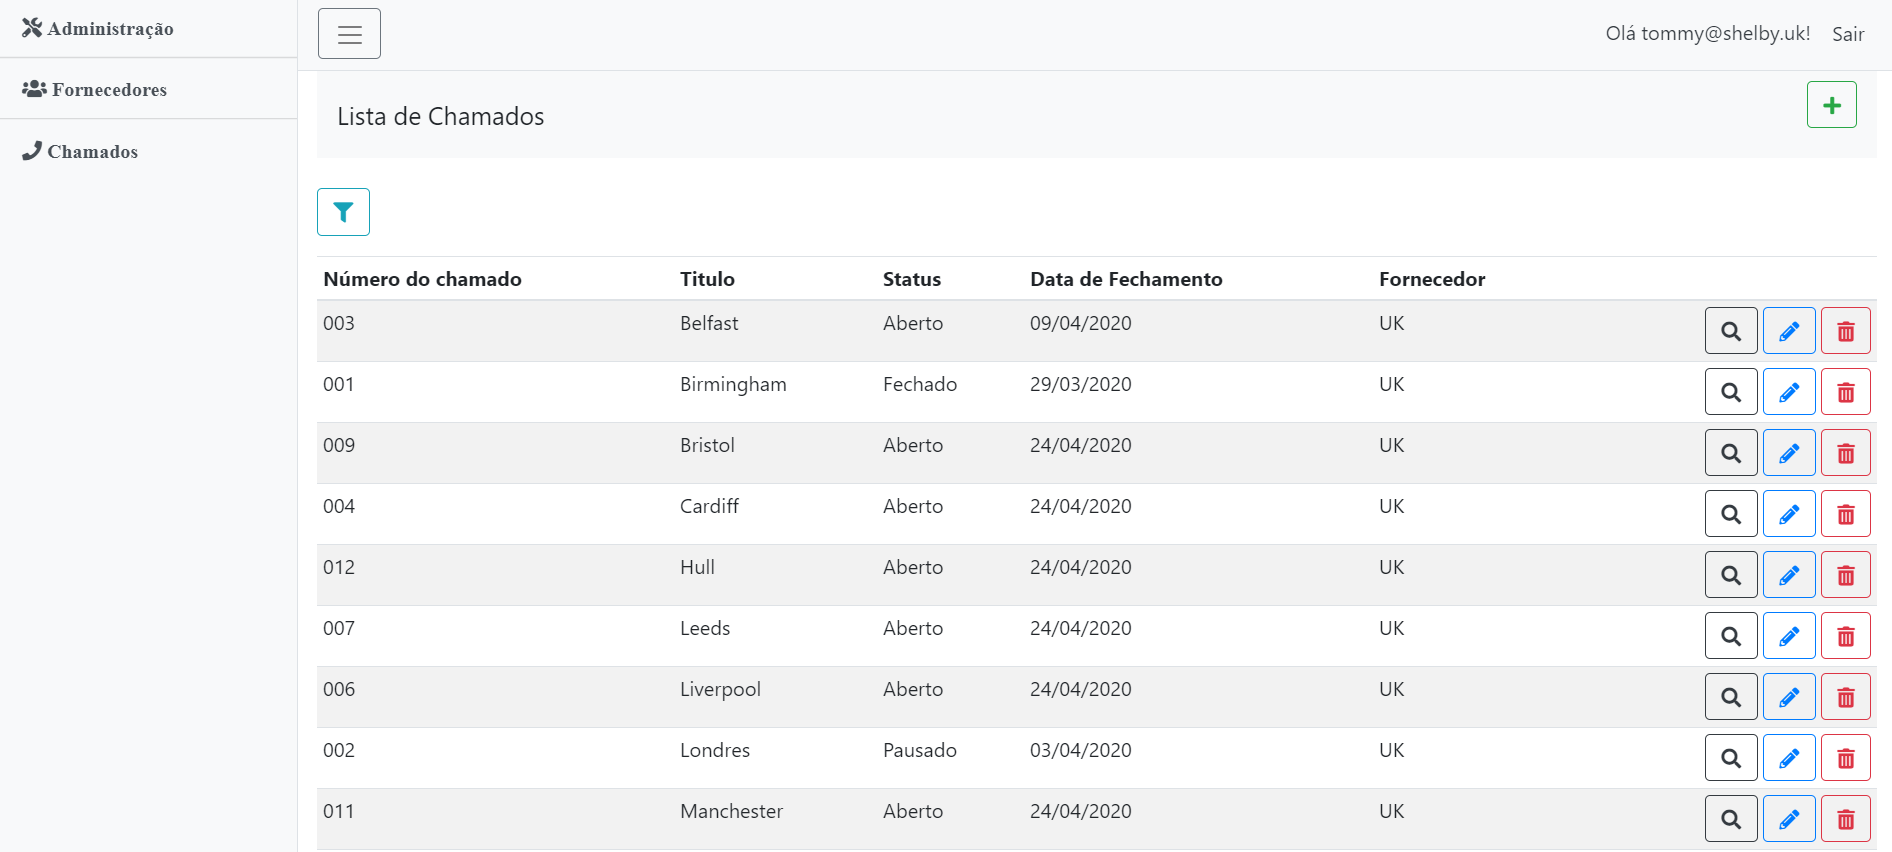 Administração
Fornecedores
Chamados
Olá tommy@shelby.uk! Sair
Lista de Chamados
Número do chamado Titulo Status Data de Fechamento Fornecedor
003 Belfast Aberto 09/04/2020 UK
001 Birmingham Fechado 29/03/2020 UK
009 Bristol Aberto 24/04/2020 UK
004 Cardiff Aberto 24/04/2020 UK
012 Hull Aberto 24/04/2020 UK
007 Leeds Aberto 24/04/2020 UK
006 Liverpool Aberto 24/04/2020 UK
002 Londres Pausado 03/04/2020 UK
011 Manchester Aberto 24/04/2020 UK